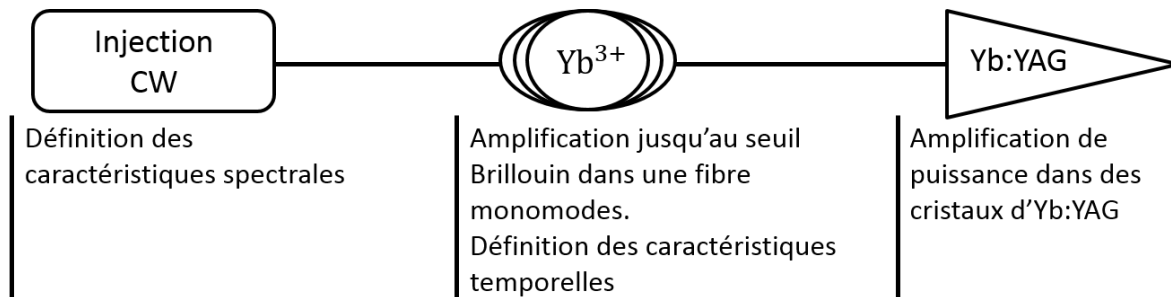 Injection
CW
Yb³⁺
Yb:YAG
Définition des
caractéristiques spectrales
Amplification jusqu’au seuil
Brillouin dans une fibre
monomodes.
Définition des caractéristiques
temporelles
Amplification de
puissance dans des
cristaux d’Yb:YAG